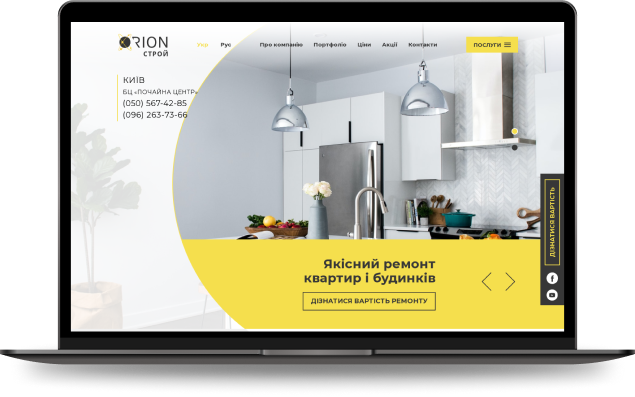 ORION
СТРОЙ
Укр Рус Про компанію Портфоліо Ціни Акції Контакти
ПОСЛУГИ
КИЇВ
БЦ «ПОЧАЙНА ЦЕНТР»
(050) 567-42-85
(096) 263-73-66
ДІЗНАТИСЯ ВАРТІСТЬ
Якісний ремонт
квартир і будинків
ДІЗНАТИСЯ ВАРТІСТЬ РЕМОНТУ